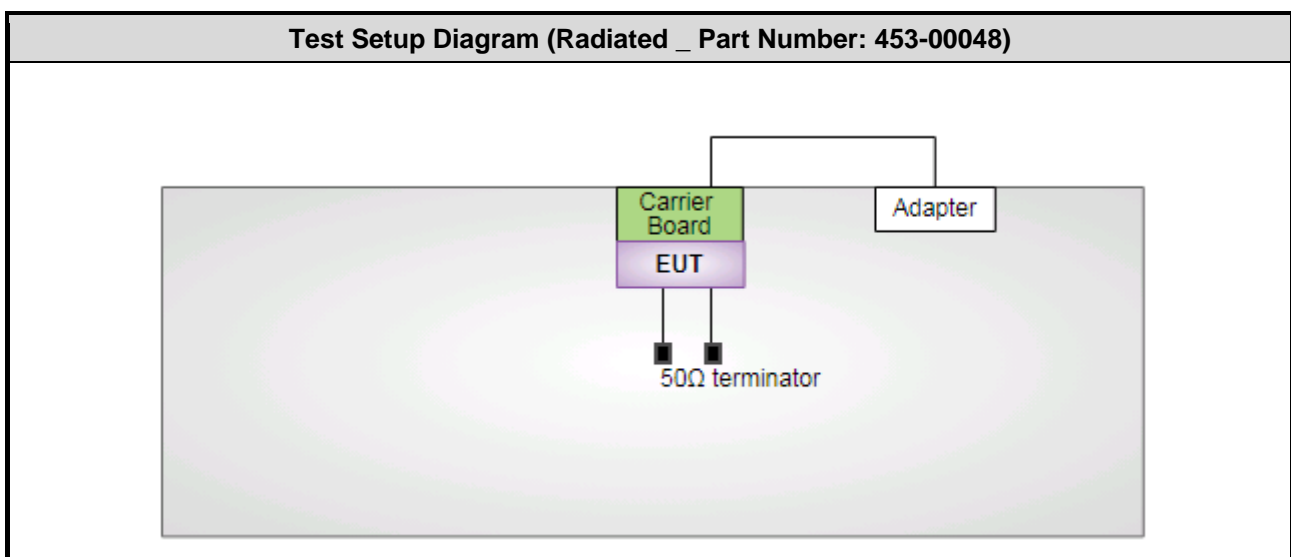 Test Setup Diagram (Radiated _ Part Number: 453-00048)
Carrier
Board
Adapter
EUT
50Ω terminator